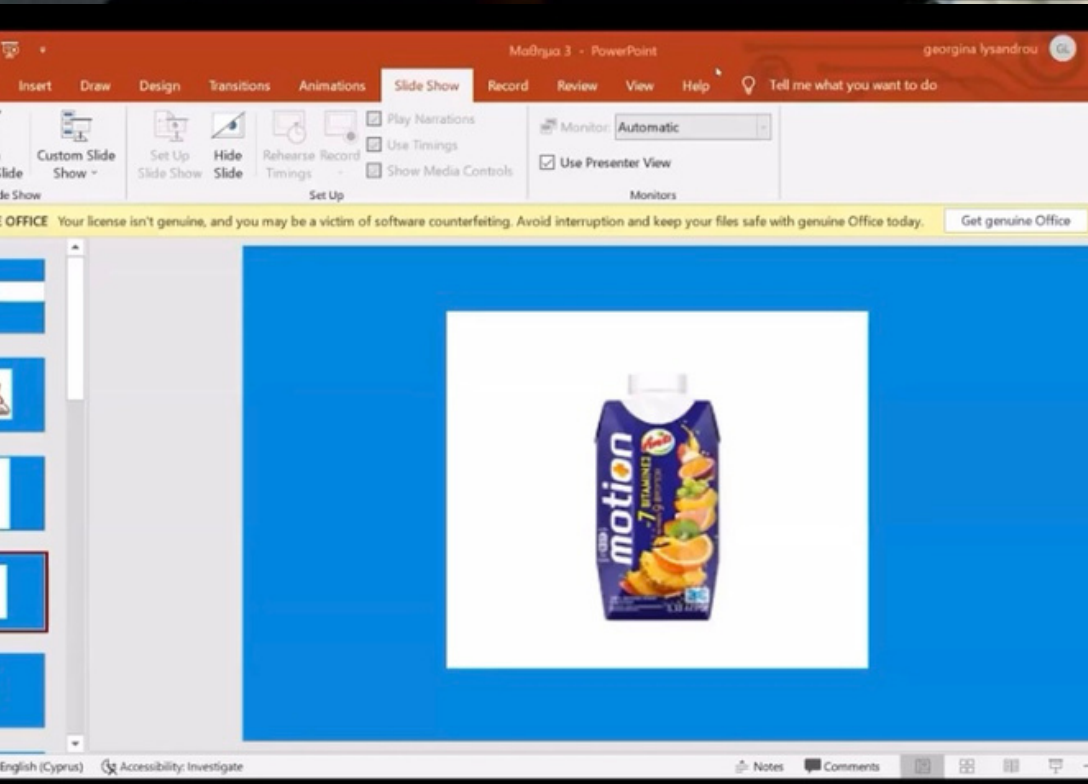 Μαθημα 3 - PowerPoint
georgina lysandrou GL
Insert Draw Design Transitions Animations Slide Show Record Review View Help Tell me what you want to do
Custom Slide Show
Set Up Slide Show
Hide Slide
Rehearse Timings
Record
Play Narrations
Use Timings
Show Media Controls
Monitor: Automatic
Use Presenter View
Set Up
Monitors
OFFICE Your license isn't genuine, and you may be a victim of software counterfeiting. Avoid interruption and keep your files safe with genuine Office today. Get genuine Office
motion
Amita
7 ΒΙΤΑΜΙΝΕΣ
9 ΦΡΟΥΤΑ
English (Cyprus) Accessibility: Investigate Notes Comments